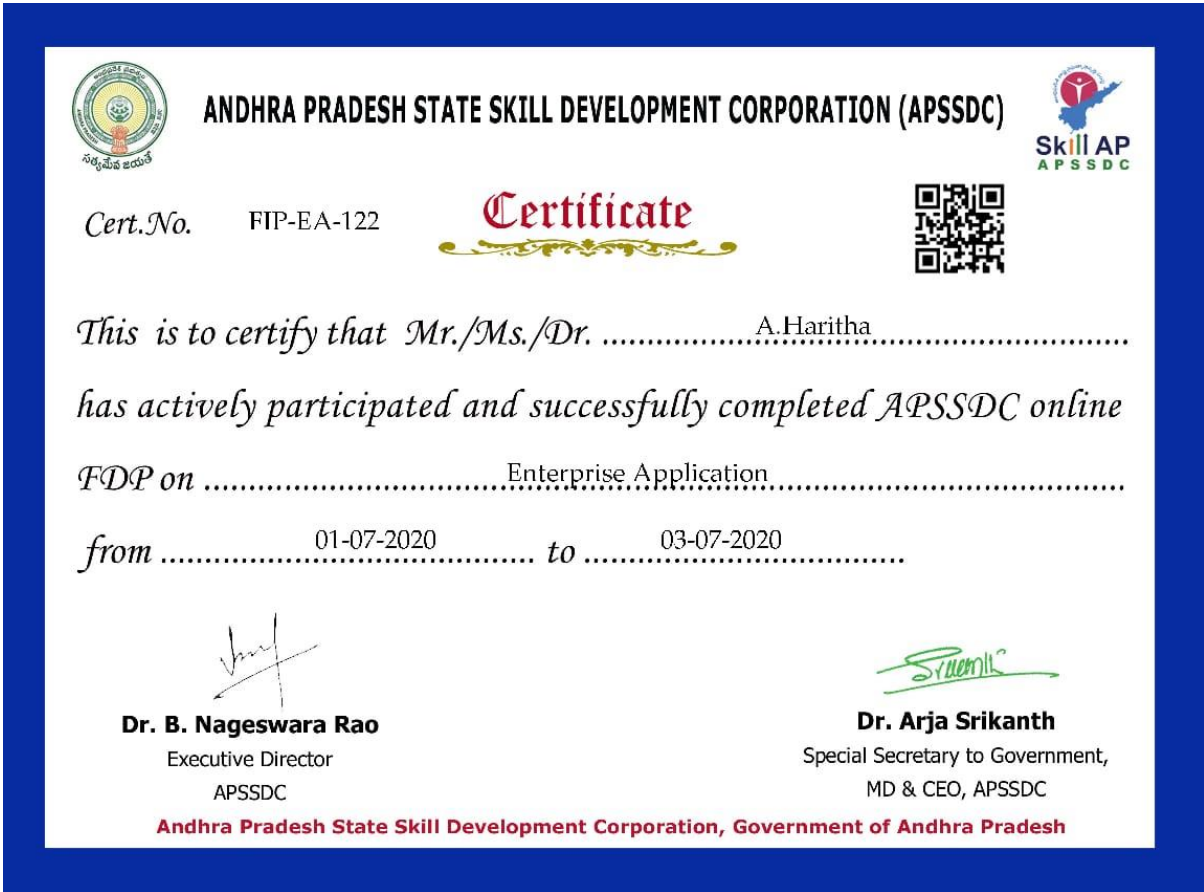 ANDHRA PRADESH STATE SKILL DEVELOPMENT CORPORATION (APSSDC)
సత్యమేవ జయతే
Skill AP
APSSDC
Cert.No. FIP-EA-122
Certificate
This is to certify that Mr./Ms./Dr. ................A.Haritha................
has actively participated and successfully completed APSSDC online
FDP on ................Enterprise Application................
from ................01-07-2020................ to ................03-07-2020................
Dr. B. Nageswara Rao
Executive Director
APSSDC
Dr. Arja Srikanth
Special Secretary to Government,
MD & CEO, APSSDC
Andhra Pradesh State Skill Development Corporation, Government of Andhra Pradesh